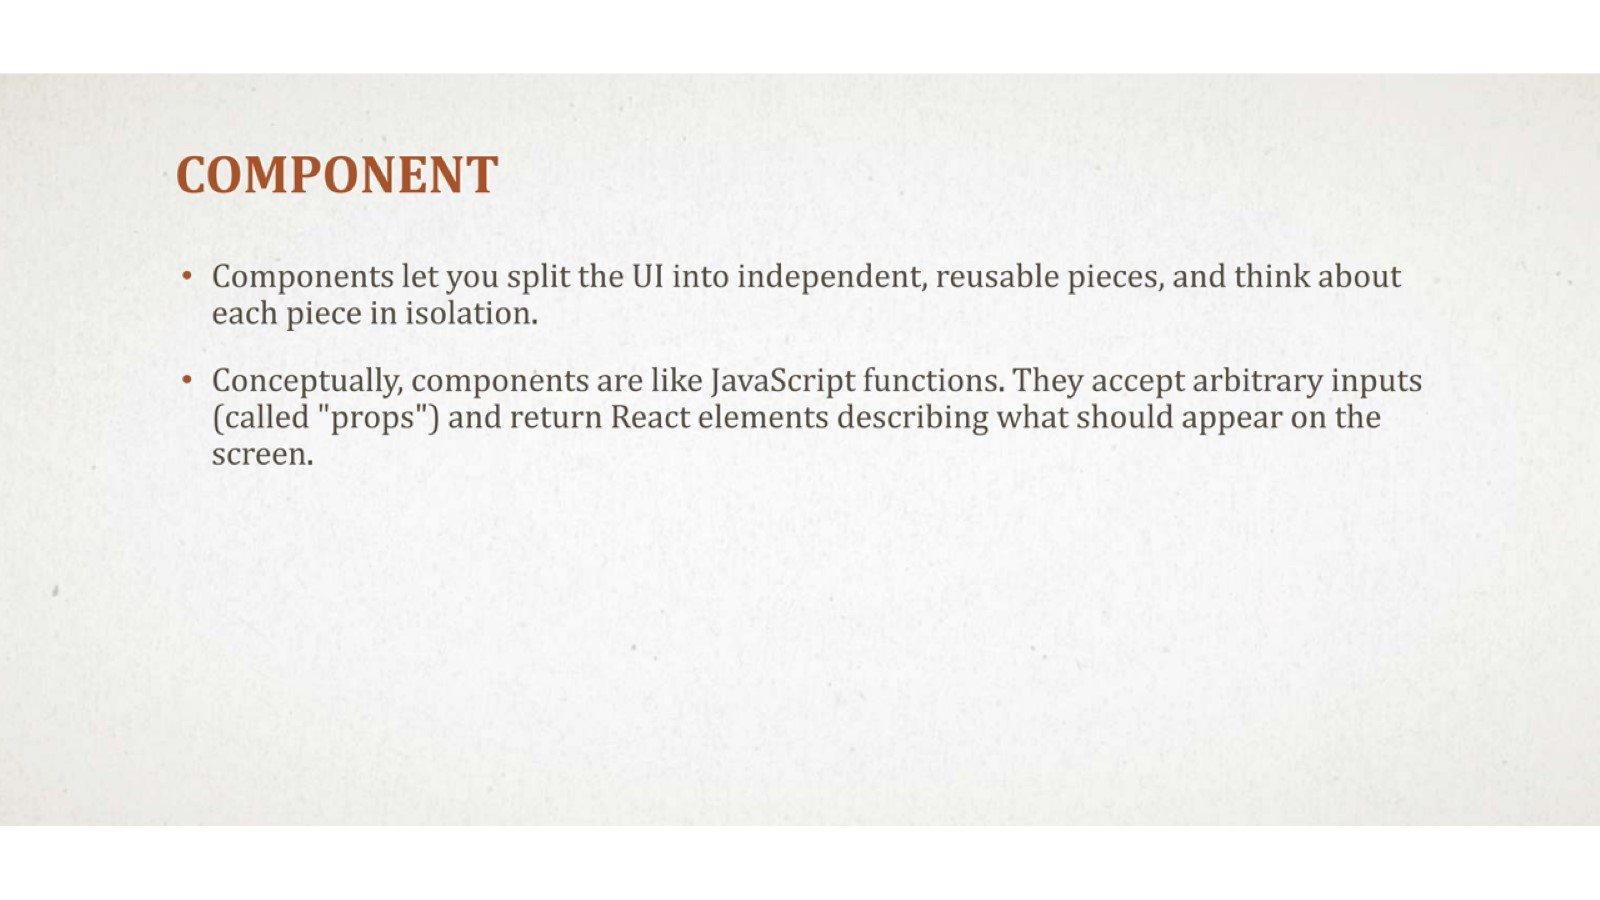 COMPONENT
• Components let you split the UI into independent, reusable pieces, and think about
each piece in isolation.
• Conceptually, components are like JavaScript functions. They accept arbitrary inputs
(called "props") and return React elements describing what should appear on the
screen.